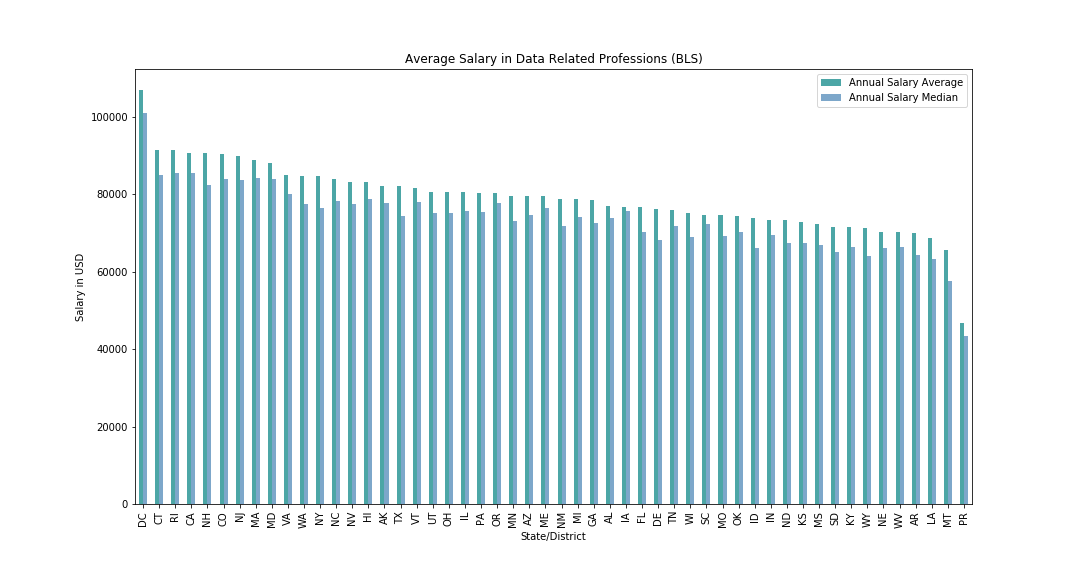 Average Salary in Data Related Professions (BLS)
Annual Salary Average
Annual Salary Median
100000
80000
60000
40000
20000
0
Salary in USD
DC CT RI CA NH CO NJ MA MD VA WA NY NC NV HI AK TX VT UT OH IL PA OR MN AZ ME NM MI GA AL IA FL DE TN WI SC MO OK ID IN ND KS MS SD KY WY NE WV AR LA MT PR
State/District